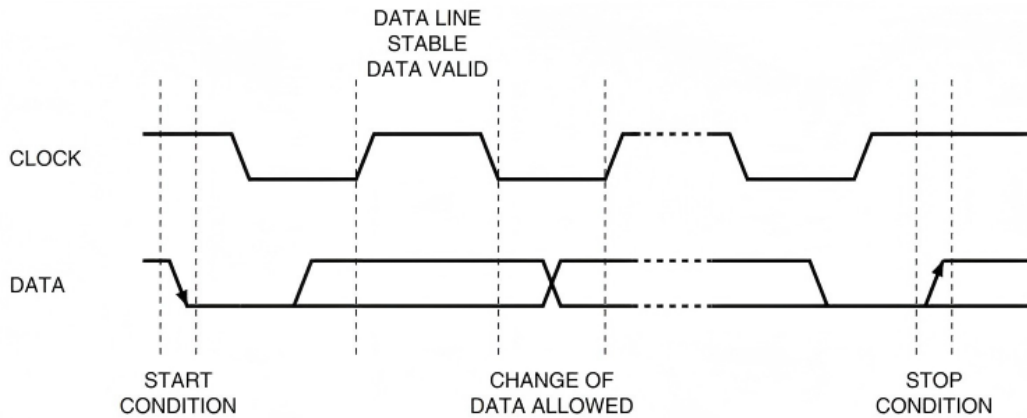 DATA LINE
STABLE
DATA VALID
CLOCK
DATA
START
CONDITION
CHANGE OF
DATA ALLOWED
STOP
CONDITION